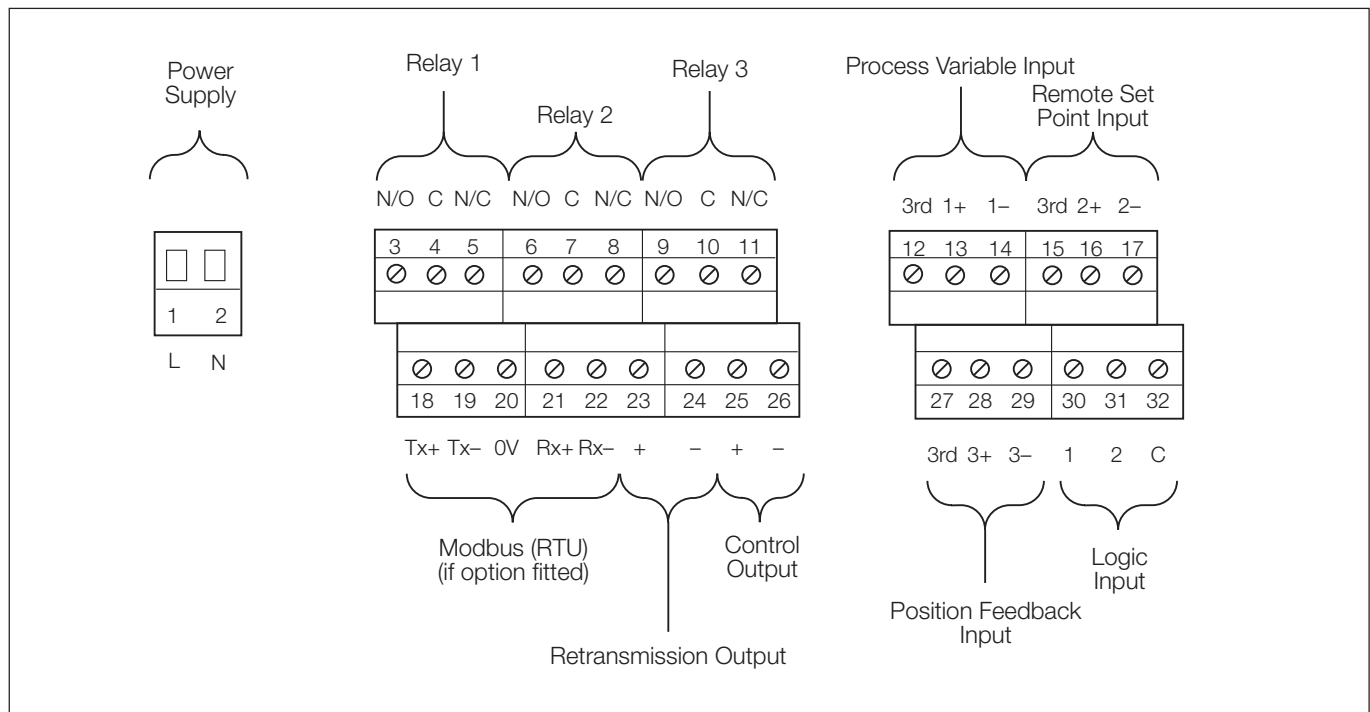 Power
Supply
1 2
L N
Relay 1
Relay 2
Relay 3
N/O C N/C N/O C N/C N/O C N/C
3 4 5 6 7 8 9 10 11
18 19 20 21 22 23 24 25 26
Tx+ Tx– 0V Rx+ Rx– + – + –
Modbus (RTU)
(if option fitted)
Control
Output
Retransmission Output
Process Variable Input
Remote Set
Point Input
3rd 1+ 1– 3rd 2+ 2–
12 13 14 15 16 17
27 28 29 30 31 32
3rd 3+ 3– 1 2 C
Logic
Input
Position Feedback
Input